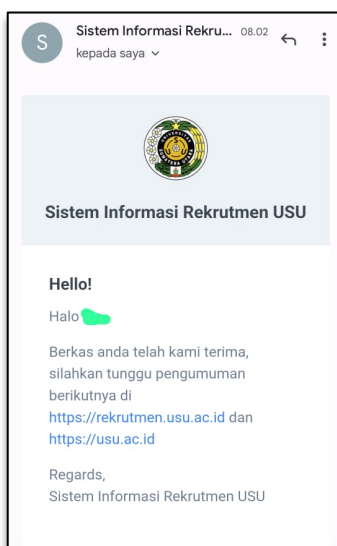 S
Sistem Informasi Rekru... 08.02
kepada saya
Sistem Informasi Rekrutmen USU
Hello!
Halo
Berkas anda telah kami terima,
silahkan tunggu pengumuman
berikutnya di
https://rekrutmen.usu.ac.id dan
https://usu.ac.id
Regards,
Sistem Informasi Rekrutmen USU